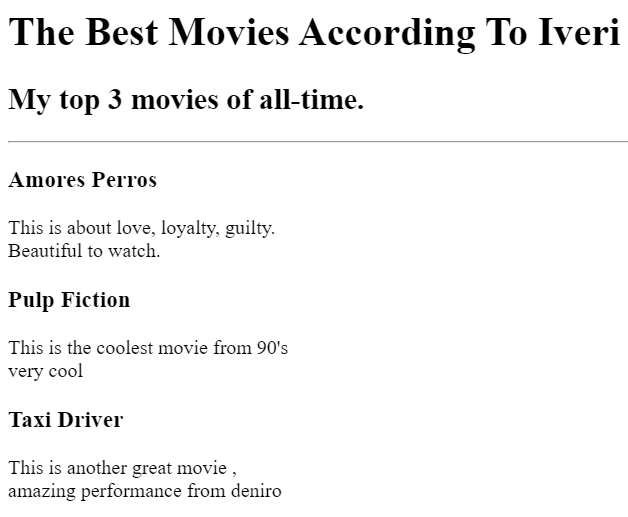 The Best Movies According To Iveri
My top 3 movies of all-time.
Amores Perros
This is about love, loyalty, guilty.
Beautiful to watch.
Pulp Fiction
This is the coolest movie from 90's
very cool
Taxi Driver
This is another great movie ,
amazing performance from deniro